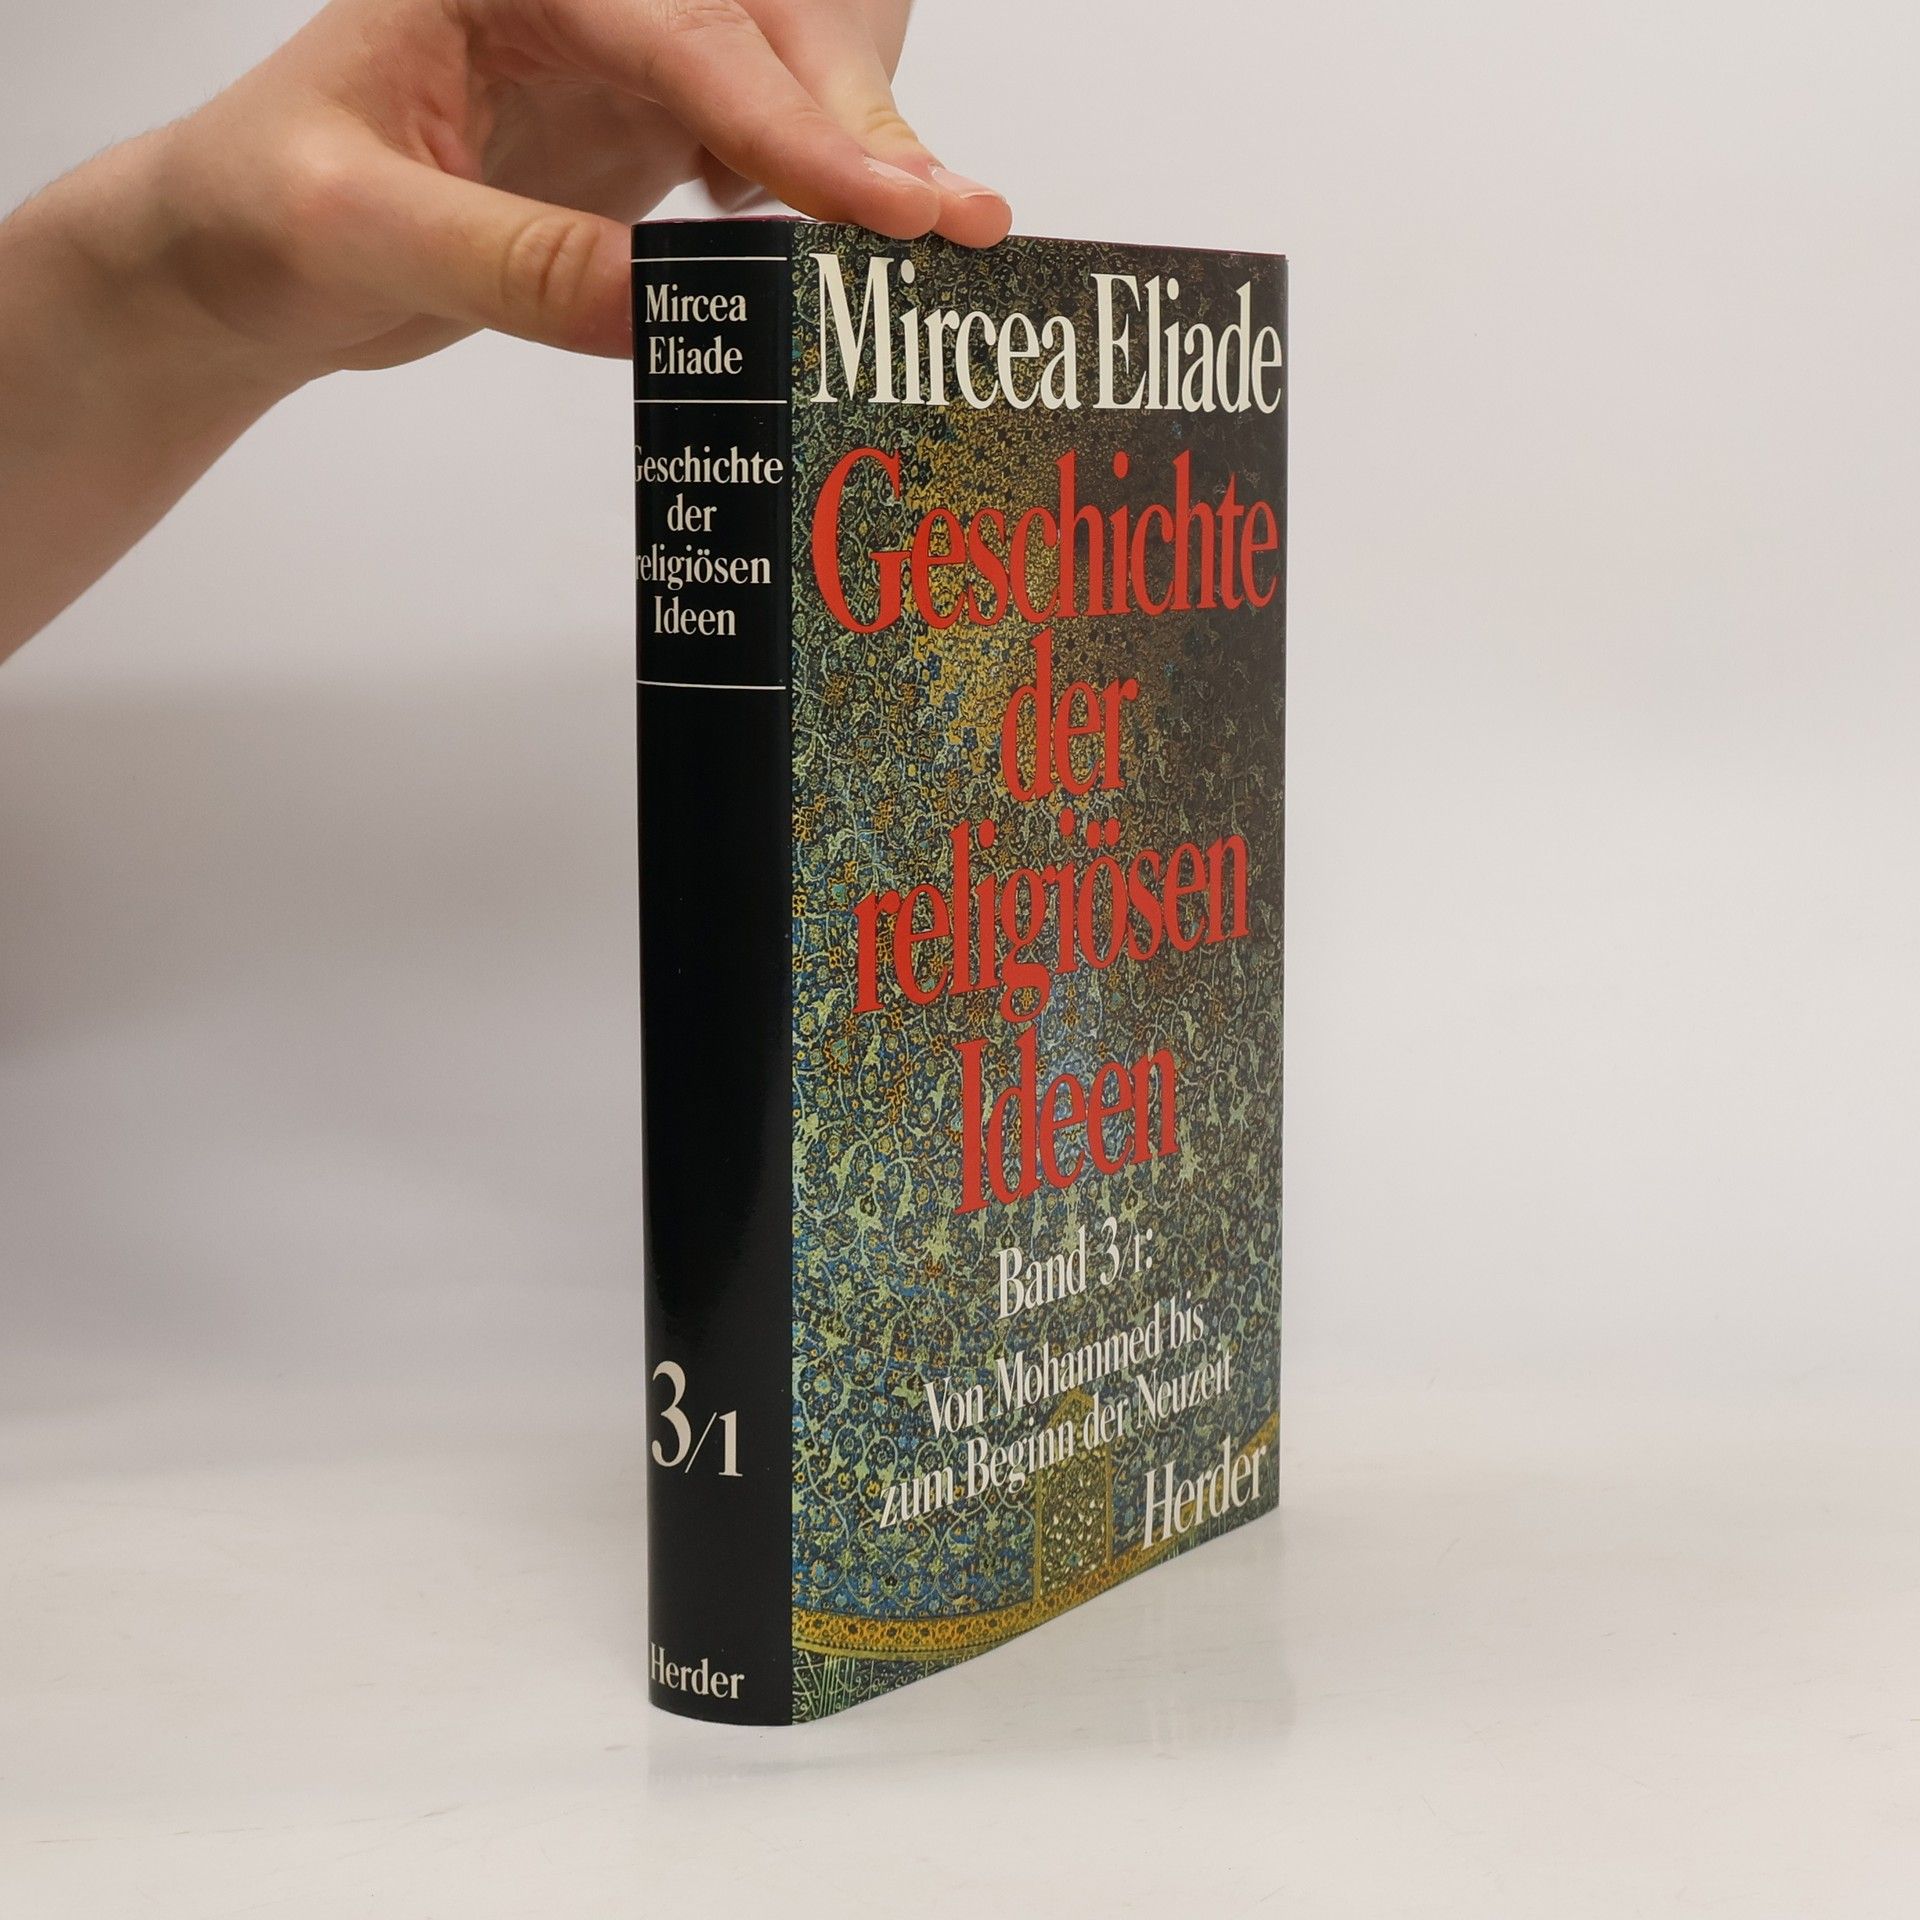 Mircea
Eliade
Geschichte
der
religiösen
Ideen
3/1
Herder
Mircea Eliade
Geschichte
der
religiösen
Ideen
Band 3/1:
Von Mohammed bis
zum Beginn der Neuzeit
Herder